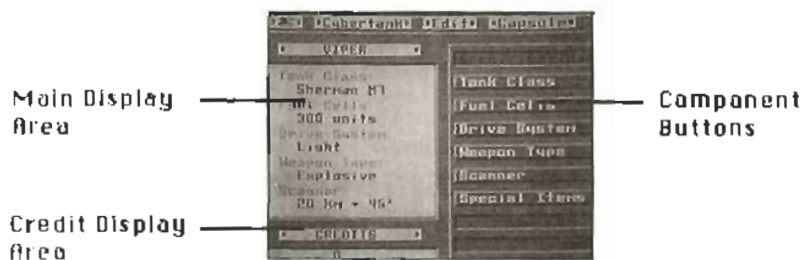 Cybertank Edit Capsule
VIPER
Tank Class
Sherman M1
Fuel Cells
300 units
Drive System
Light
Weapon Type
Explosive
Scanner
20 Km - 45°
CREDITS
0
Tank Class
Fuel Cells
Drive System
Weapon Type
Scanner
Special Items
Main Display
Area
Credit Display
Area
Companent
Buttons